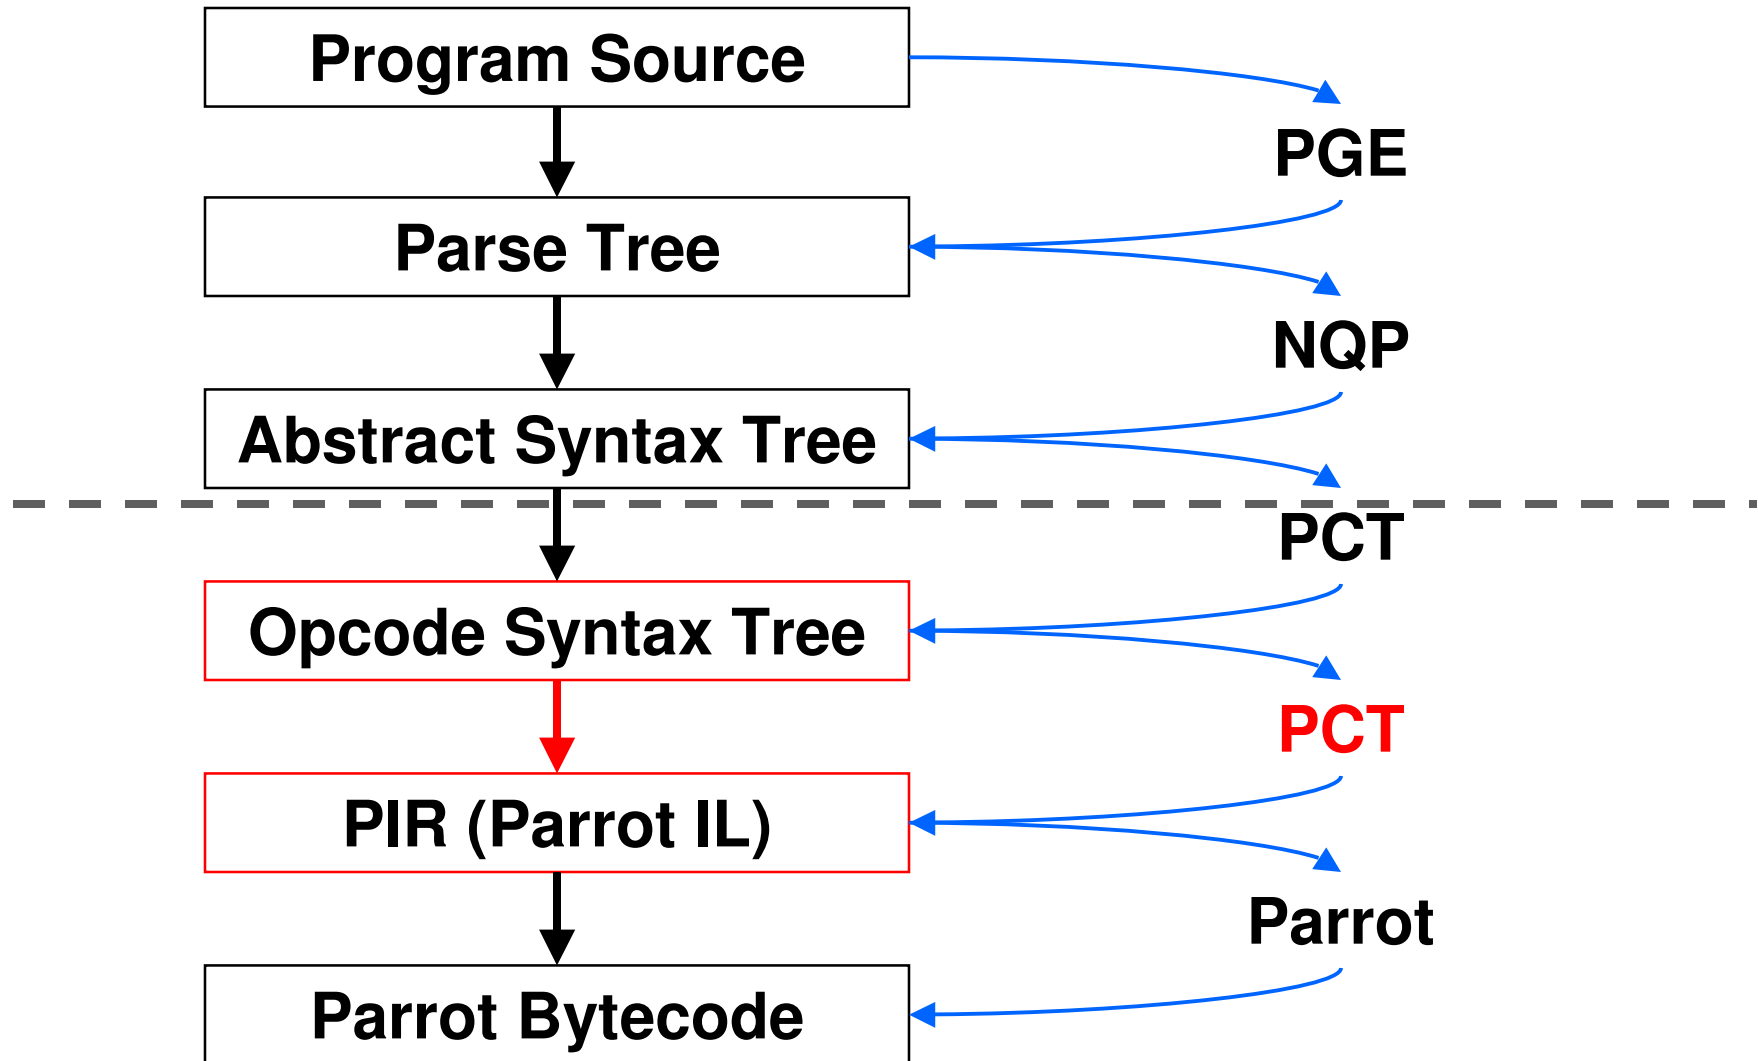 Program Source
PGE
Parse Tree
NQP
Abstract Syntax Tree
PCT
Opcode Syntax Tree
PCT
PIR (Parrot IL)
Parrot
Parrot Bytecode